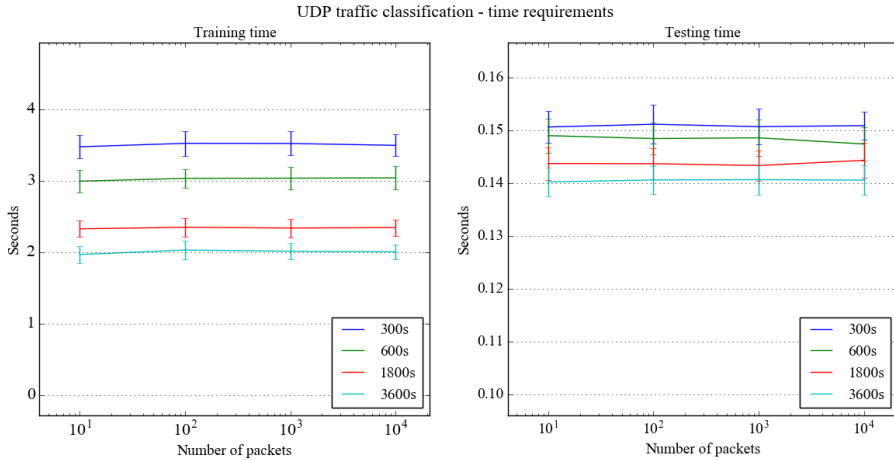 UDP traffic classification - time requirements
Training time
Seconds
4
3
2
1
0
10^1
10^2
10^3
10^4
Number of packets
300s
600s
1800s
3600s
Testing time
Seconds
0.16
0.15
0.14
0.13
0.12
0.11
0.10
10^1
10^2
10^3
10^4
Number of packets
300s
600s
1800s
3600s